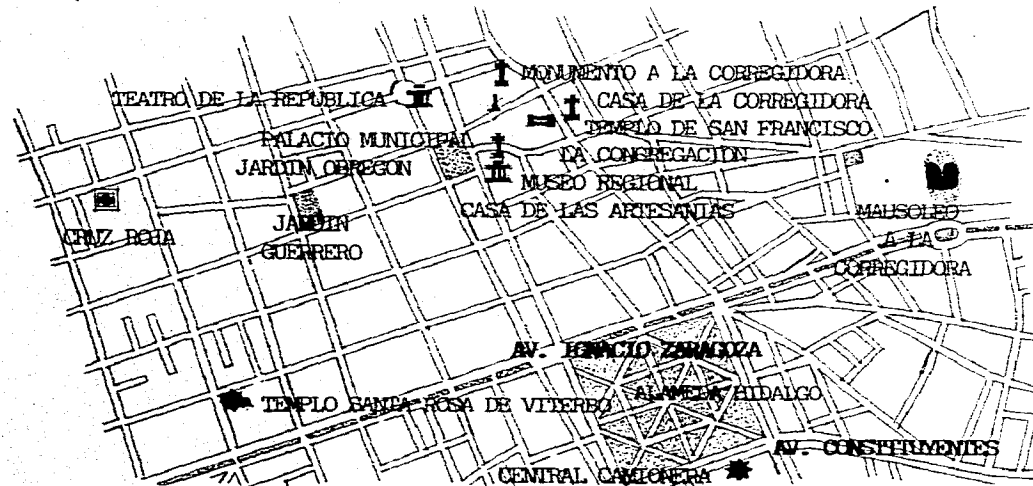 MONUMENTO A LA CORREGIDORA
TEATRO DE LA REPUBLICA
CASA DE LA CORREGIDORA
TEMPLO DE SAN FRANCISCO
PALACIO MUNICIPAL
LA CONGREGACION
JARDIN OBREGON
MUSEO REGIONAL
CASA DE LAS ARTESANIAS
MAUSOLEO
A LA
CORREGIDORA
CRUZ ROJA
JARDIN
GUERRERO
AV. IGNACIO ZARAGOZA
ALAMEDA HIDALGO
TEMPLO SANTA ROSA DE VITERBO
AV. CONSTITUYENTES
CENTRAL CAMIONERA